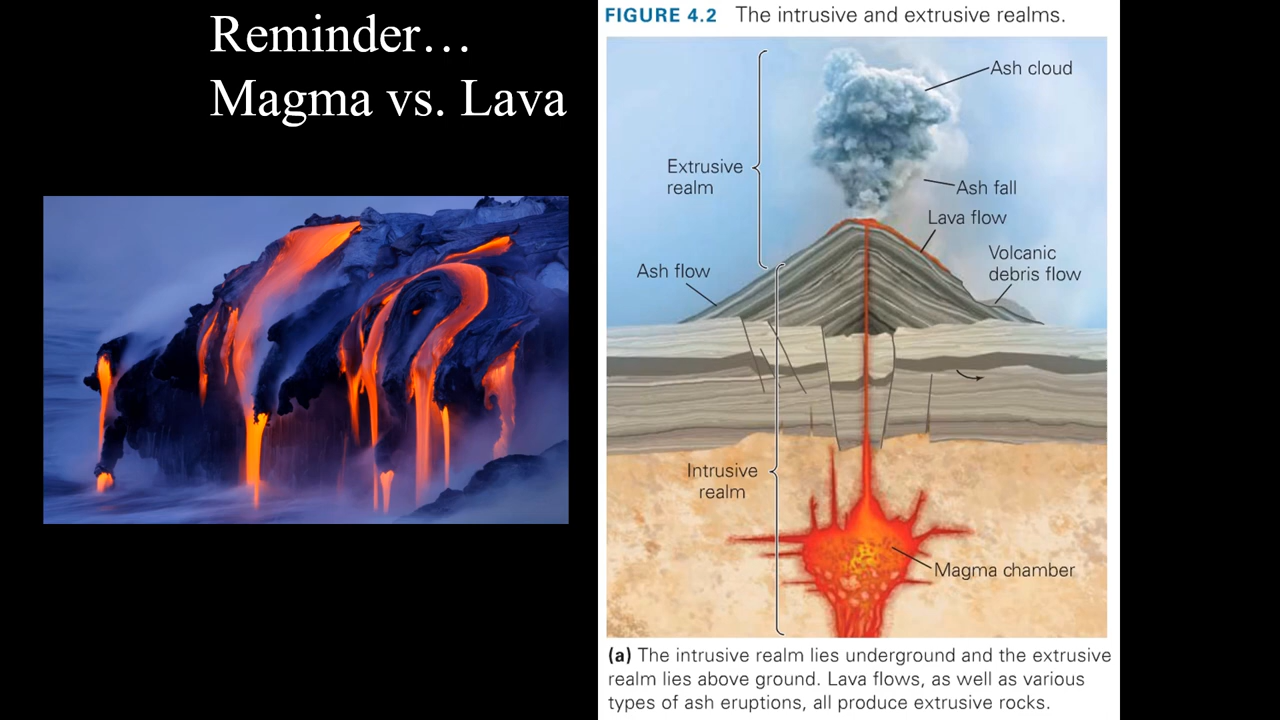 Reminder…
Magma vs. Lava
FIGURE 4.2 The intrusive and extrusive realms.
Ash cloud
Extrusive
realm
Ash fall
Lava flow
Volcanic
debris flow
Ash flow
Intrusive
realm
Magma chamber
(a) The intrusive realm lies underground and the extrusive
realm lies above ground. Lava flows, as well as various
types of ash eruptions, all produce extrusive rocks.